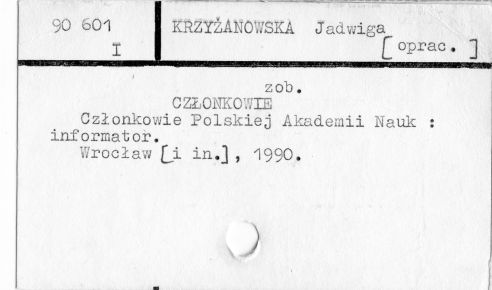 90 601
I
KRZYŻANOWSKA Jadwiga
[oprac.]
zob.
CZŁONKOWIE
Członkowie Polskiej Akademii Nauk :
informator.
Wrocław [i in.], 1990.